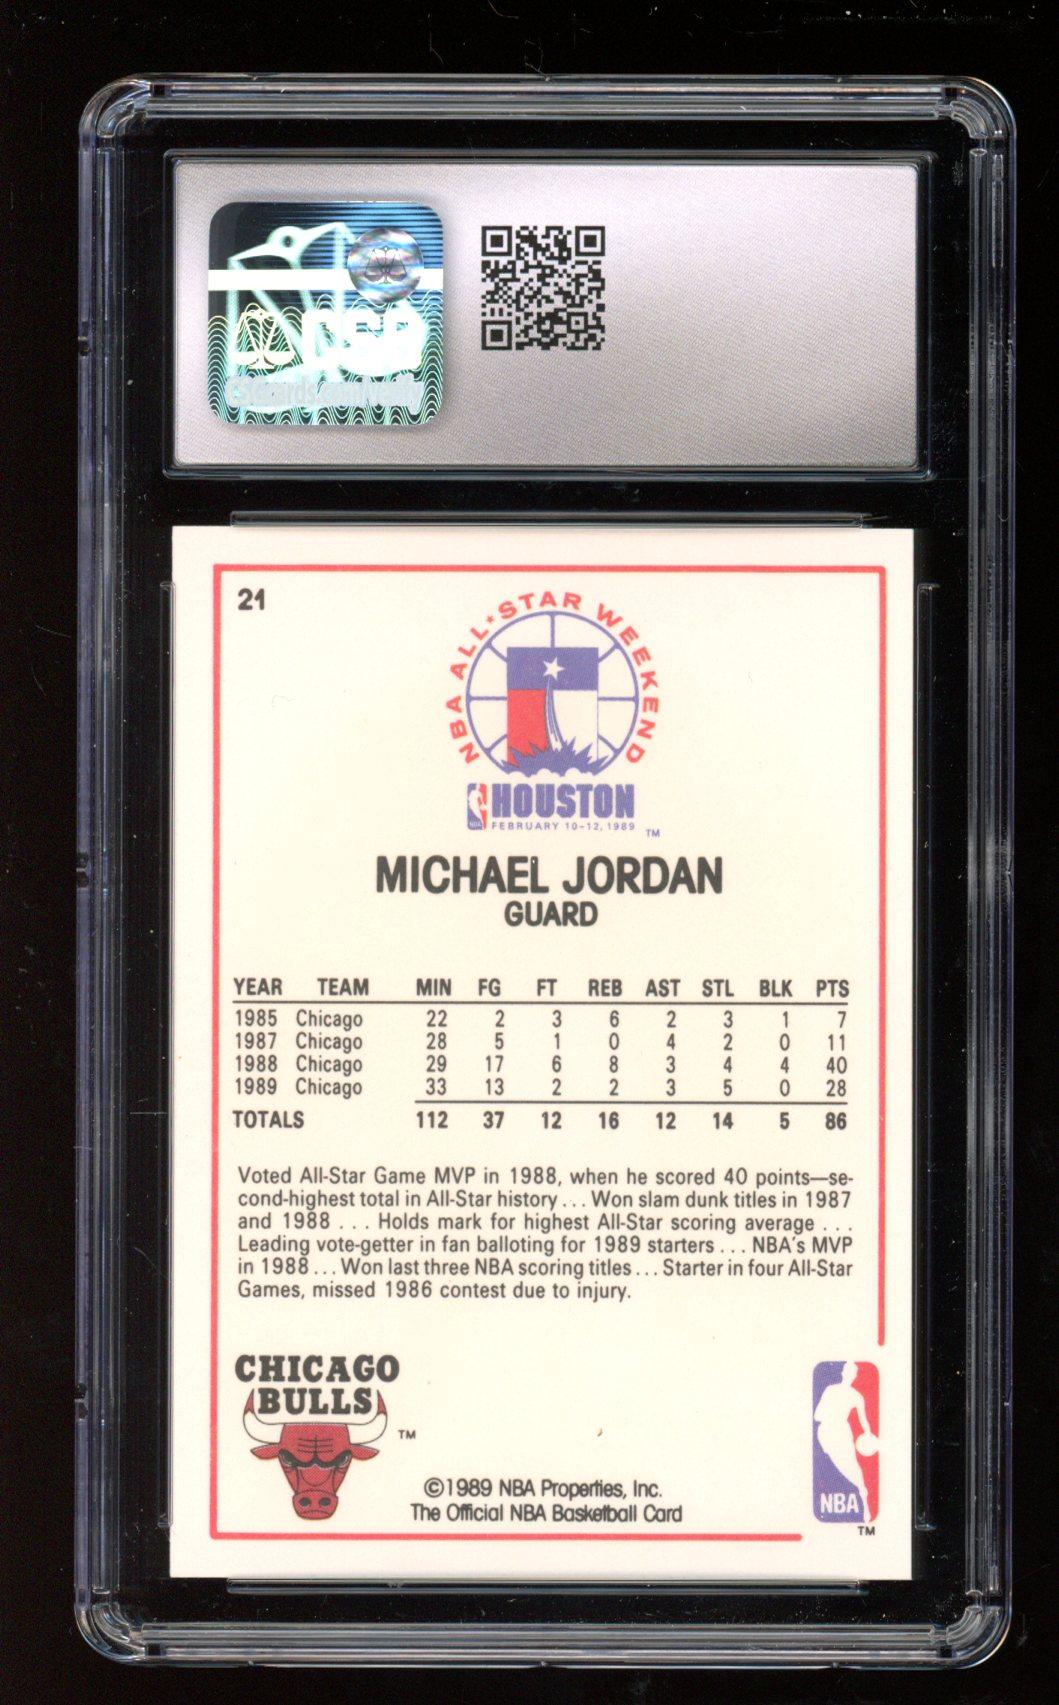 CSG
CSGcards.com/verify
21
NBA ALL★STAR WEEKEND
NBA HOUSTON
FEBRUARY 10-12, 1989 TM
MICHAEL JORDAN
GUARD
YEAR TEAM MIN FG FT REB AST STL BLK PTS
1985 Chicago 22 2 3 6 2 3 1 7
1987 Chicago 28 5 1 0 4 2 0 11
1988 Chicago 29 17 6 8 3 4 4 40
1989 Chicago 33 13 2 2 3 5 0 28
TOTALS 112 37 12 16 12 14 5 86
Voted All-Star Game MVP in 1988, when he scored 40 points—se-
cond-highest total in All-Star history . . . Won slam dunk titles in 1987
and 1988 . . . Holds mark for highest All-Star scoring average . . .
Leading vote-getter in fan balloting for 1989 starters . . . NBA's MVP
in 1988 . . . Won last three NBA scoring titles . . . Starter in four All-Star
Games, missed 1986 contest due to injury.
CHICAGO
BULLS
TM
©1989 NBA Properties, Inc.
The Official NBA Basketball Card
NBA
TM